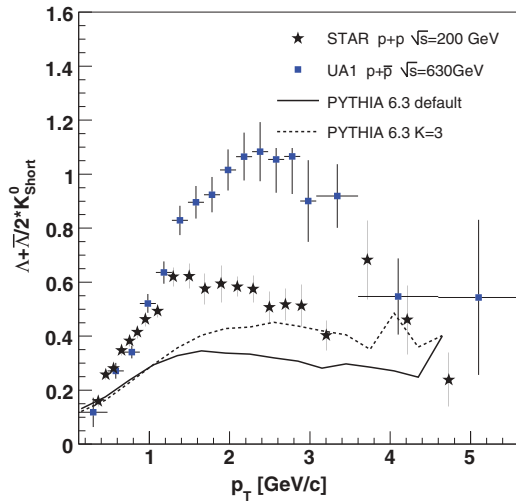 1.6
1.4
1.2
1
0.8
0.6
0.4
0.2
0
Λ+Λ̅/2*K⁰Short
STAR p+p √s=200 GeV
UA1 p+p̅ √s=630GeV
PYTHIA 6.3 default
PYTHIA 6.3 K=3
1 2 3 4 5
pT [GeV/c]